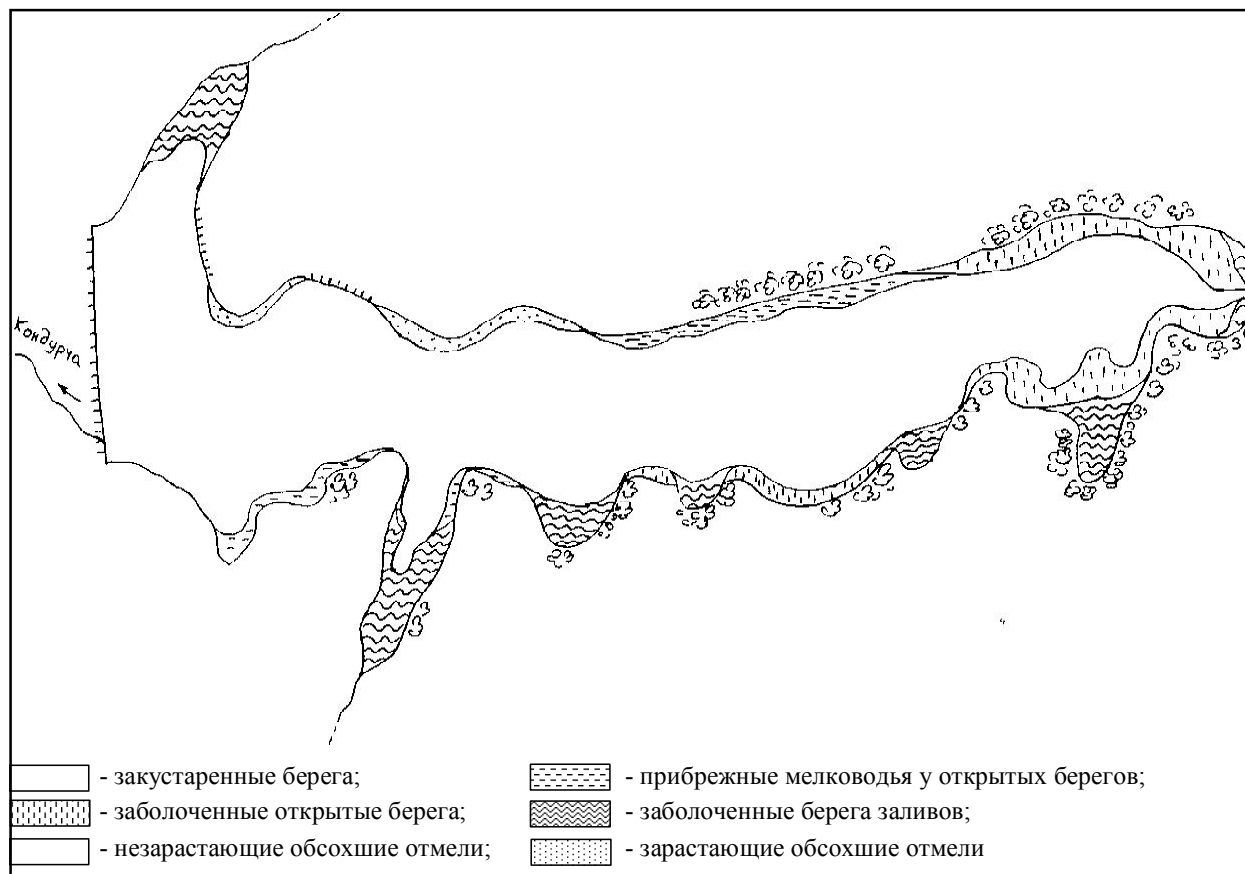 Кондурча
- закустаренные берега;
- прибрежные мелководья у открытых берегов;
- заболоченные открытые берега;
- заболоченные берега заливов;
- незарастающие обсохшие отмели;
- зарастающие обсохшие отмели